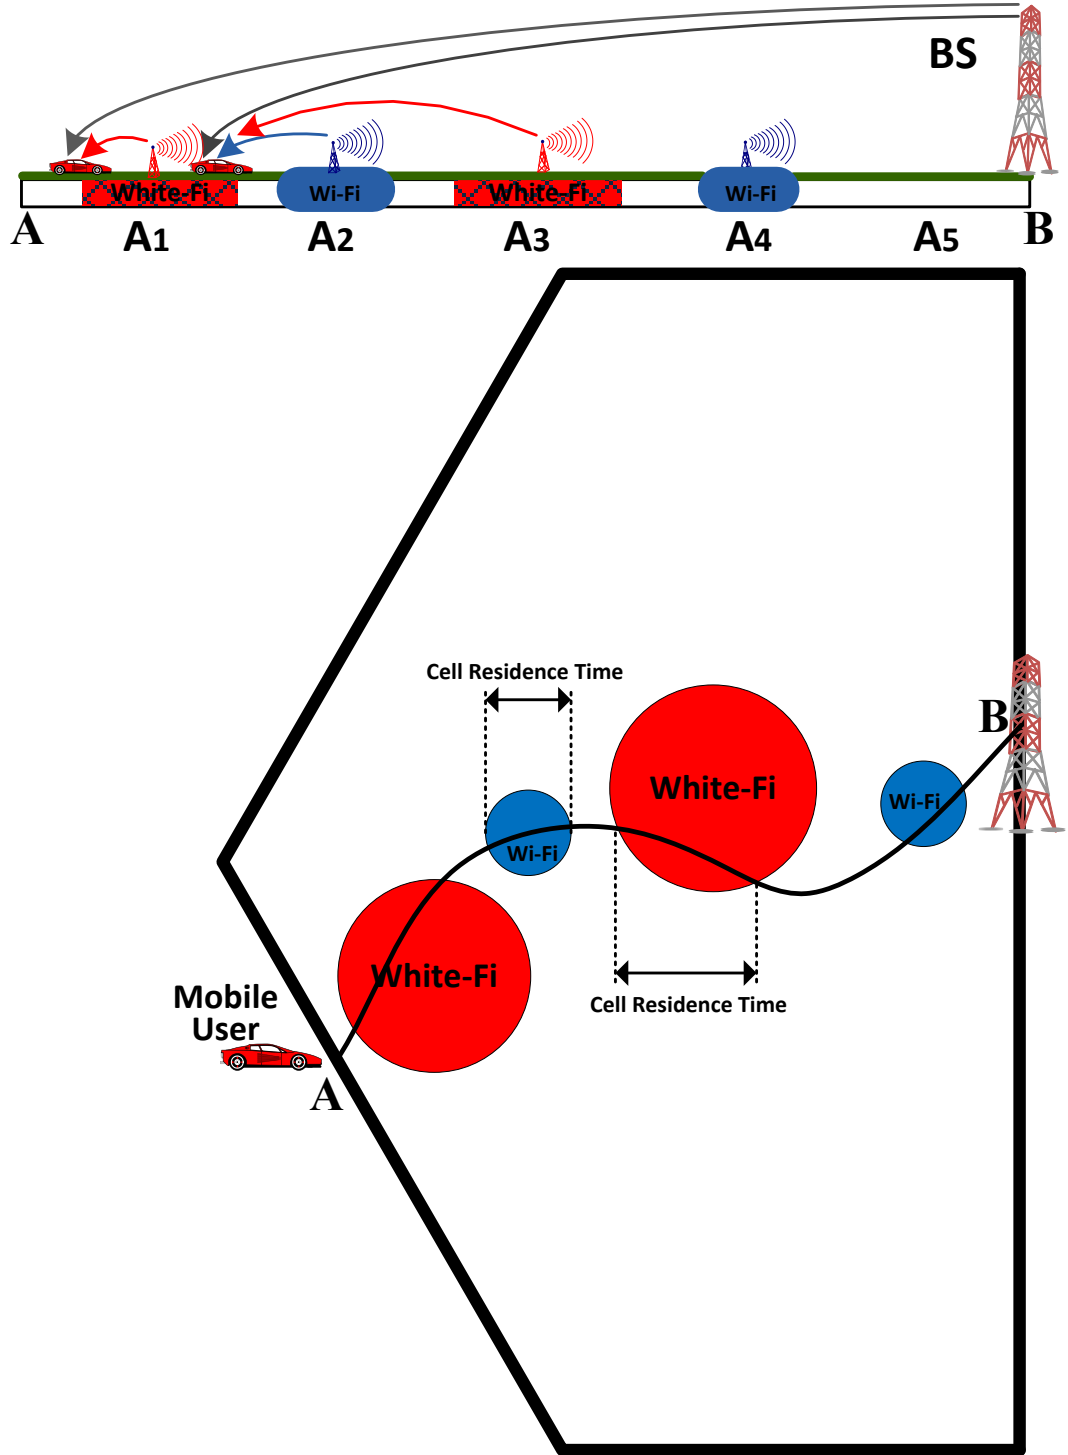 BS
White-Fi
Wi-Fi
White-Fi
Wi-Fi
A
A1
A2
A3
A4
A5
B
Cell Residence Time
B
White-Fi
Wi-Fi
Wi-Fi
White-Fi
Mobile
User
Cell Residence Time
A